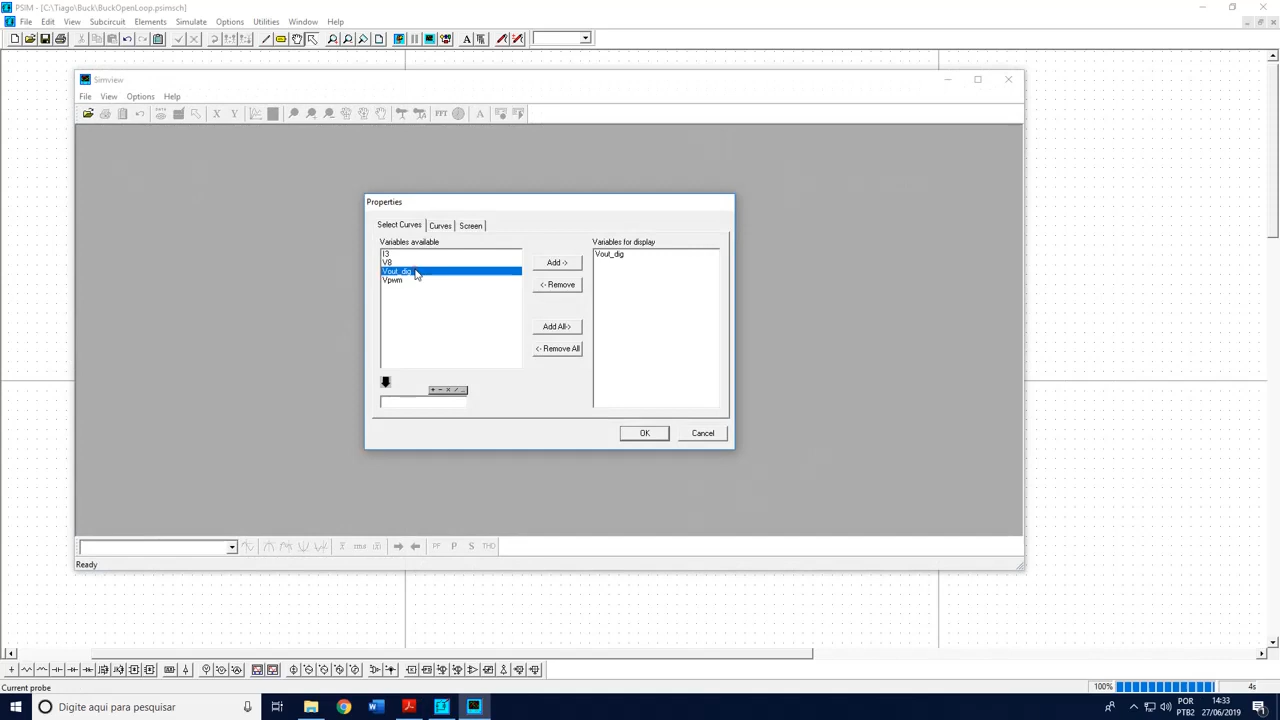 PSIM - [C:\Tiago\Buck\BuckOpenLoop.psimsch]
File Edit View Subcircuit Elements Simulate Options Utilities Window Help
Simview
File View Options Help
X Y FFT A
Properties
Select Curves Curves Screen
Variables available
Variables for display
I3
V8
Vout_dig
Vpwm
Vout_dig
Add ->
<- Remove
Add All->
<- Remove All
OK
Cancel
PF P S THD
Ready
Current probe
100%
4s
Digite aqui para pesquisar
POR
PTB2
14:33
27/06/2019